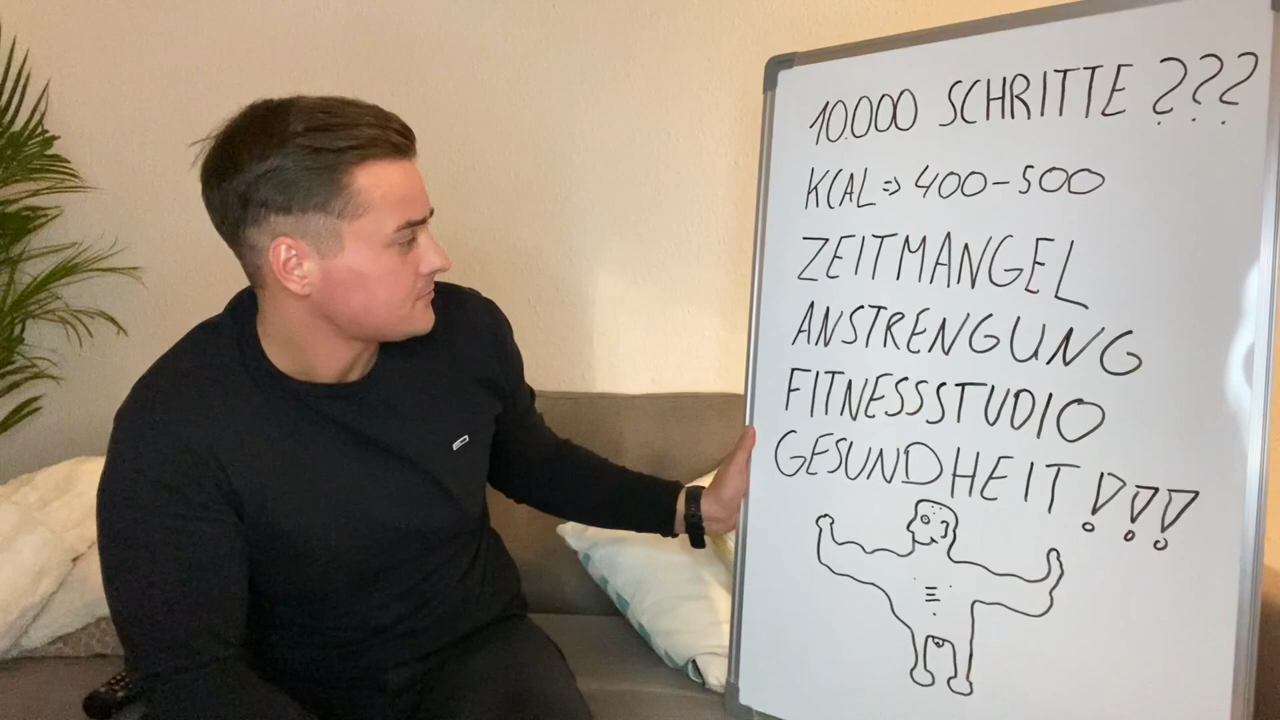 10.000 SCHRITTE ???
KCAL => 400-500
ZEITMANGEL
ANSTRENGUNG
FITNESSSTUDIO
GESUNDHEIT !!!